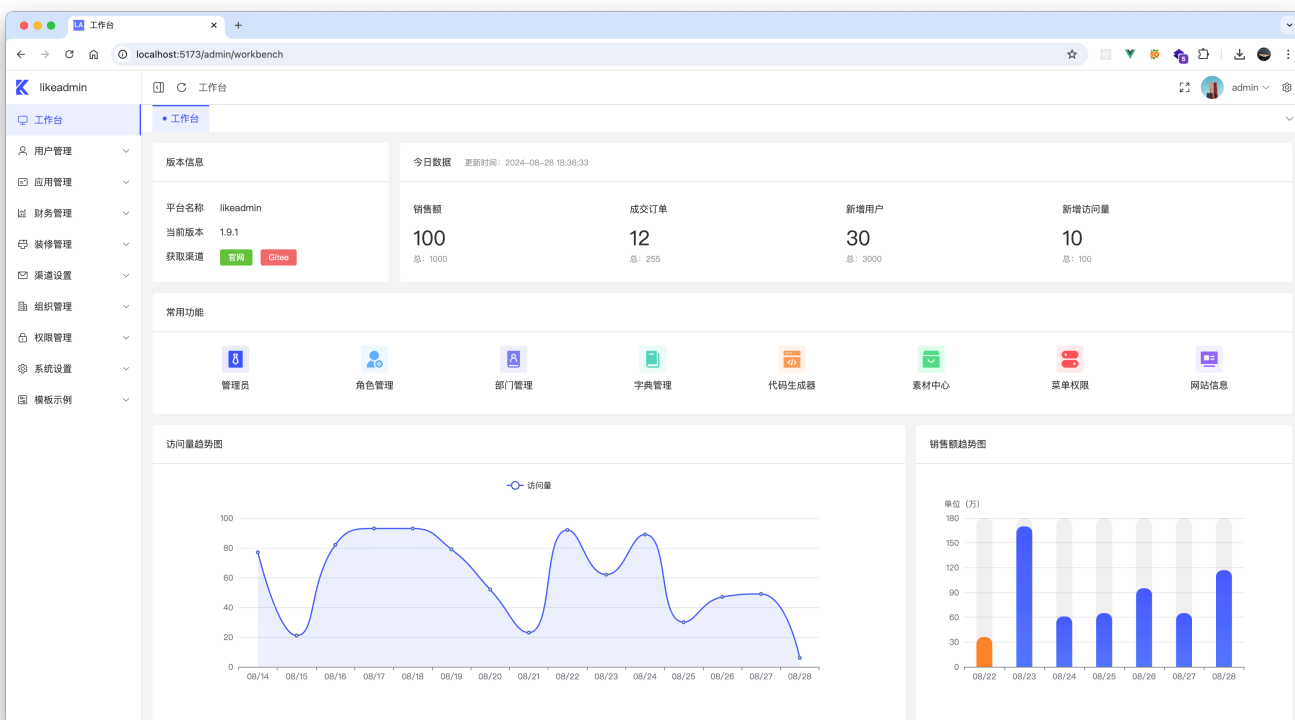 LA 工作台
localhost:5173/admin/workbench
5
likeadmin
工作台
admin
工作台
用户管理
应用管理
财务管理
装修管理
渠道设置
组织管理
权限管理
系统设置
模板示例
工作台
版本信息
平台名称 likeadmin
当前版本 1.9.1
获取渠道 官网 Gitee
今日数据 更新时间：2024-08-28 18:36:33
销售额 成交订单 新增用户 新增访问量
100 12 30 10
总：1000 总：255 总：3000 总：100
常用功能
管理员 角色管理 部门管理 字典管理 代码生成器 素材中心 菜单权限 网站信息
访问量趋势图
访问量
100
80
60
40
20
0
08/14 08/15 08/16 08/17 08/18 08/19 08/20 08/21 08/22 08/23 08/24 08/25 08/26 08/27 08/28
销售额趋势图
单位（万）
180
150
120
90
60
30
0
08/22 08/23 08/24 08/25 08/26 08/27 08/28